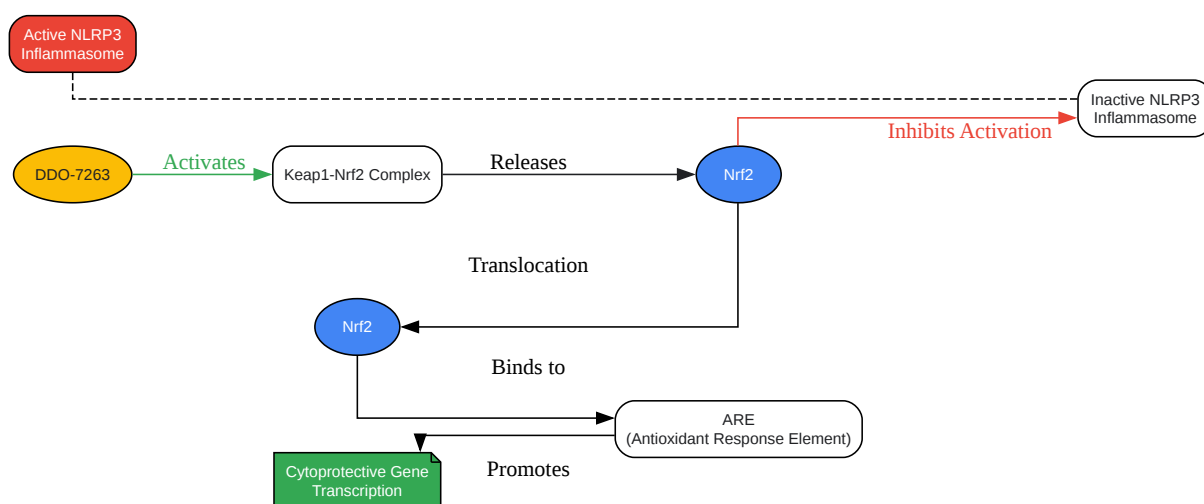 Active NLRP3
Inflammasome
Inactive NLRP3
Inflammasome
Inhibits Activation
DDO-7263
Activates
Keap1-Nrf2 Complex
Releases
Nrf2
Translocation
Nrf2
Binds to
ARE
(Antioxidant Response Element)
Cytoprotective Gene
Transcription
Promotes